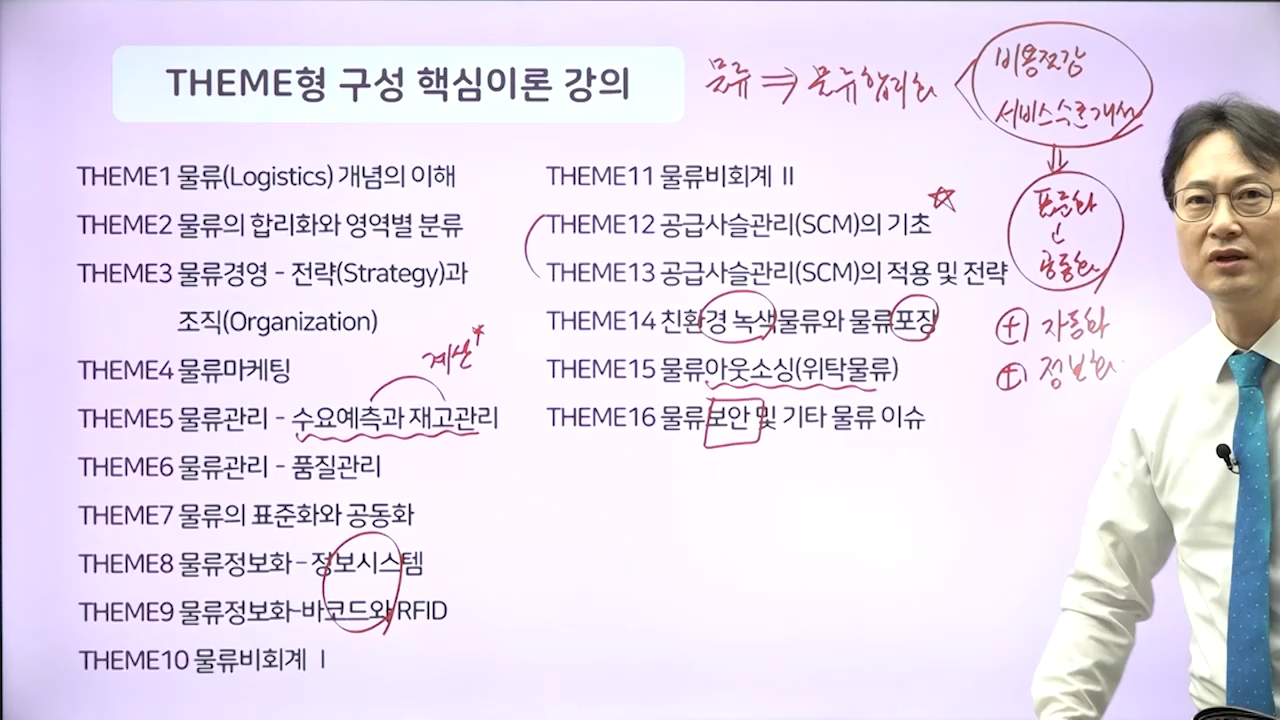 THEME형 구성 핵심이론 강의
물류 ⇒ 물류합리화
비용절감
서비스수준개선
표준화
공동화
(+) 자동화
(+) 정보화
THEME1 물류(Logistics) 개념의 이해
THEME2 물류의 합리화와 영역별 분류
THEME3 물류경영 - 전략(Strategy)과
조직(Organization)
THEME4 물류마케팅
계산
THEME5 물류관리 - 수요예측과 재고관리
THEME6 물류관리 - 품질관리
THEME7 물류의 표준화와 공동화
THEME8 물류정보화 - 정보시스템
THEME9 물류정보화-바코드와 RFID
THEME10 물류비회계 Ⅰ
THEME11 물류비회계 Ⅱ
THEME12 공급사슬관리(SCM)의 기초
THEME13 공급사슬관리(SCM)의 적용 및 전략
THEME14 친환경 녹색물류와 물류포장
THEME15 물류아웃소싱(위탁물류)
THEME16 물류보안 및 기타 물류 이슈